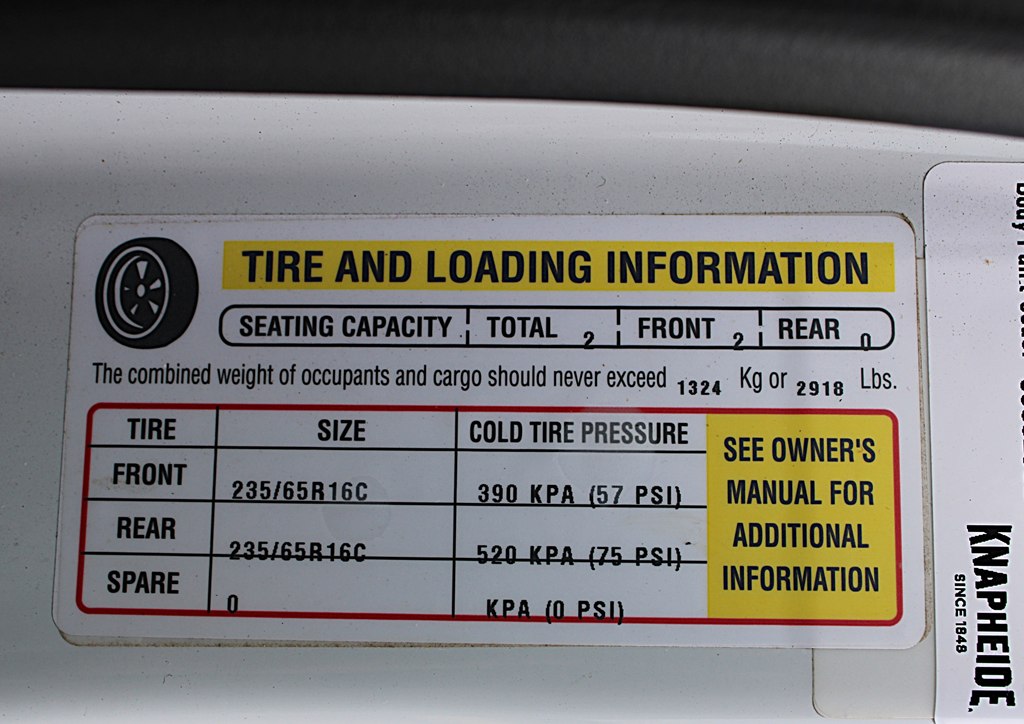 TIRE AND LOADING INFORMATION
SEATING CAPACITY TOTAL 2 FRONT 2 REAR 0
The combined weight of occupants and cargo should never exceed 1324 Kg or 2918 Lbs.
TIRE SIZE COLD TIRE PRESSURE
FRONT 235/65R16C 390 KPA (57 PSI)
REAR 235/65R16C 520 KPA (75 PSI)
SPARE 0 KPA (0 PSI)
SEE OWNER'S
MANUAL FOR
ADDITIONAL
INFORMATION
KNAPHEIDE
SINCE 1848